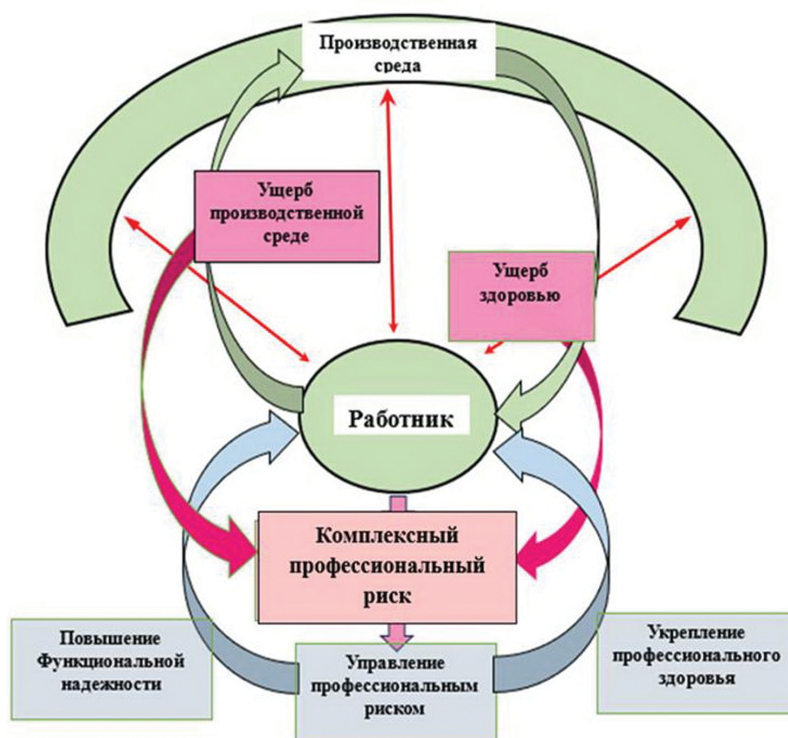 Производственная
среда
Ущерб
производственной
среде
Ущерб
здоровью
Работник
Комплексный
профессиональный
риск
Повышение
Функциональной
надежности
Управление
профессиональным
риском
Укрепление
профессионального
здоровья